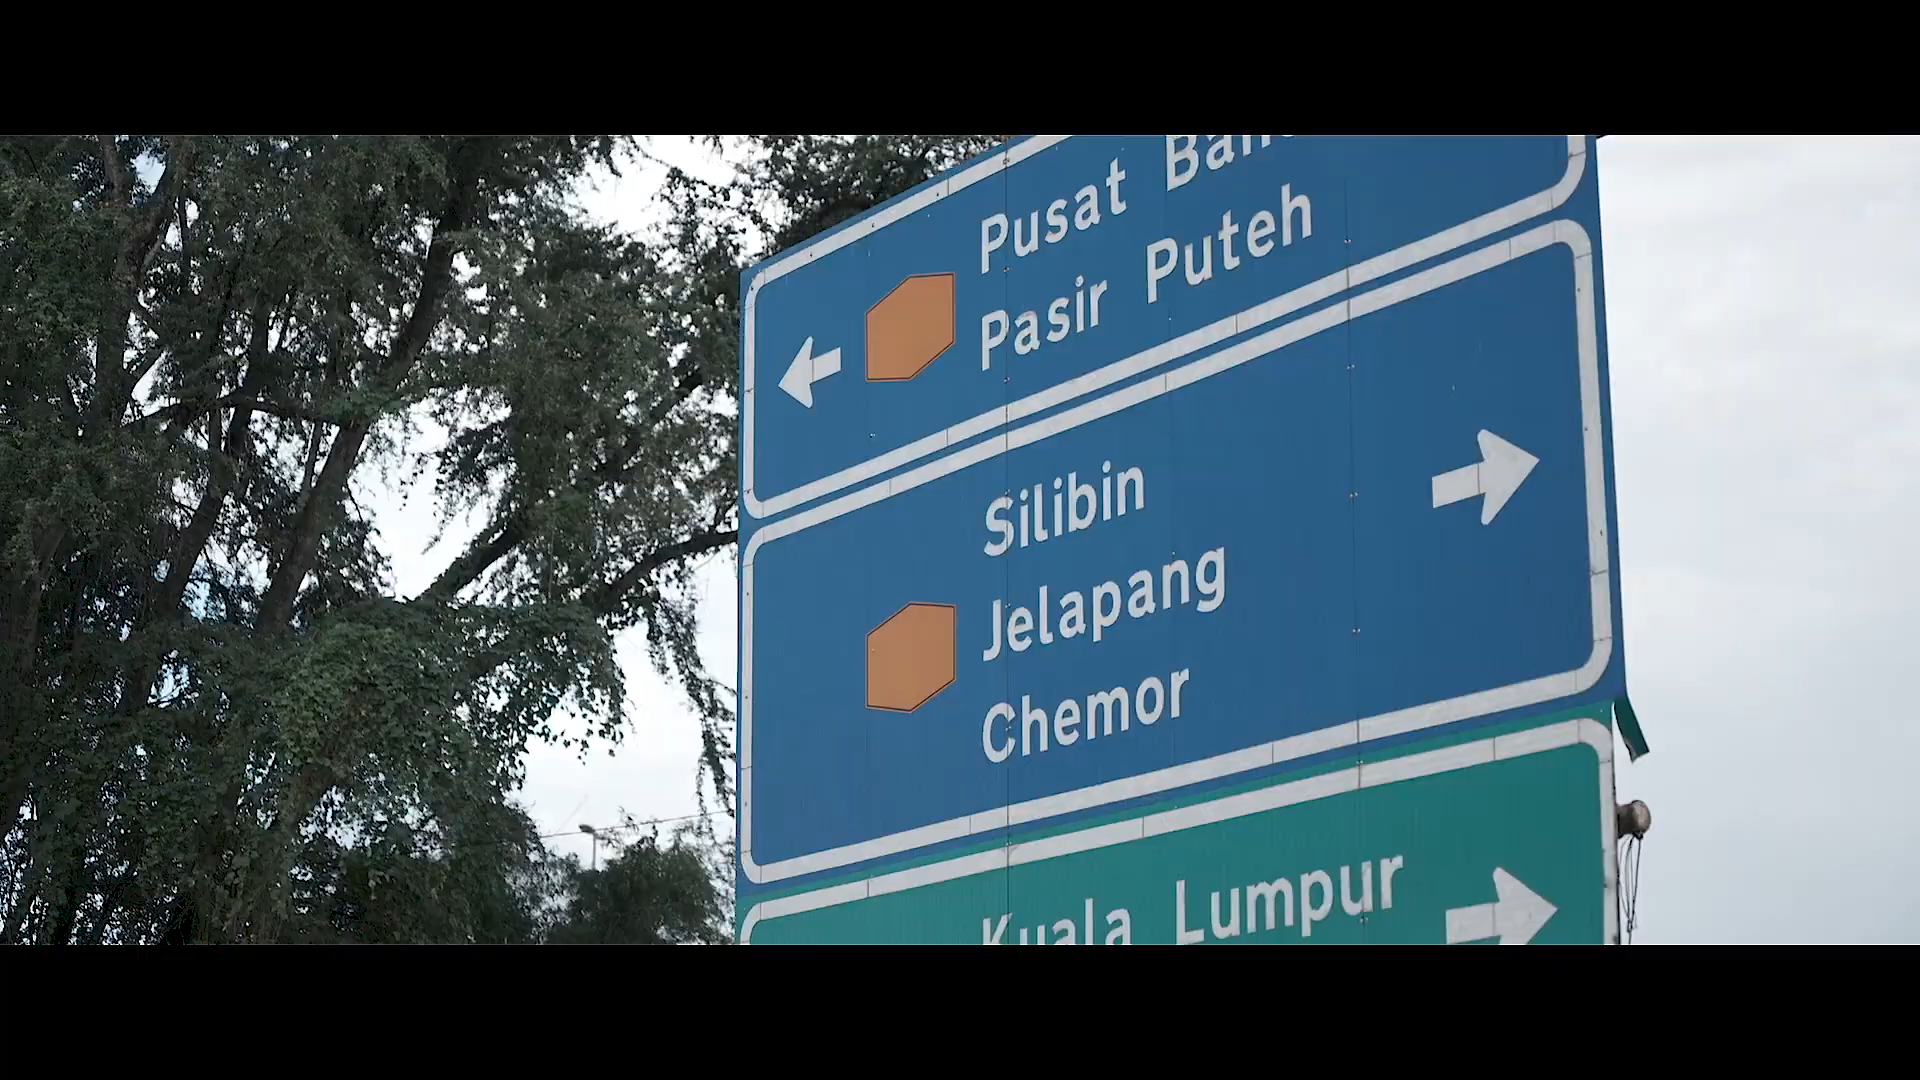 Pusat
Pasir Puteh
Silibin
Jelapang
Chemor
Kuala Lumpur